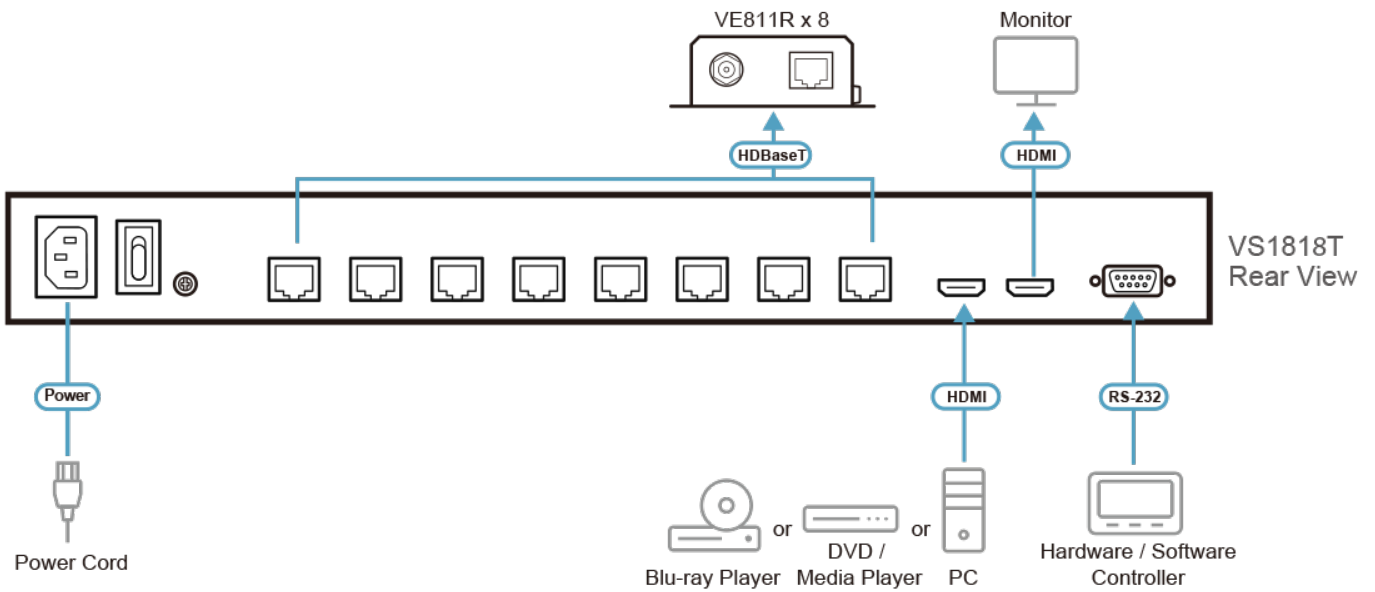 VE811R x 8
Monitor
HDBaseT
HDMI
VS1818T
Rear View
Power
HDMI
RS-232
Power Cord
or
or
Blu-ray Player
DVD /
Media Player
PC
Hardware / Software
Controller